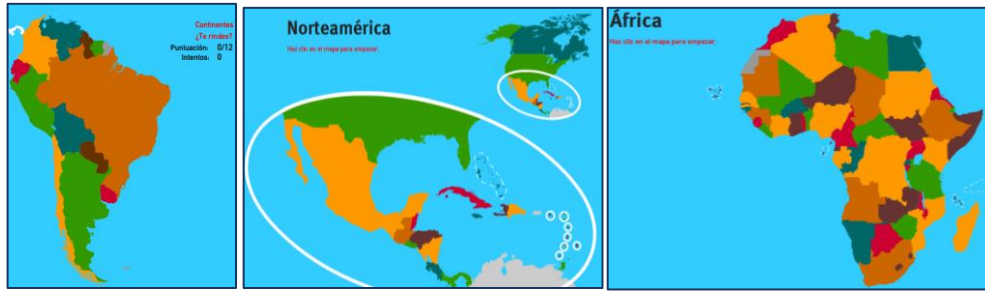 Continentes
¿Te rindes?
Puntuación: 0/12
Intentos: 0
Norteamérica
Haz clic en el mapa para empezar.
África
Haz clic en el mapa para empezar.